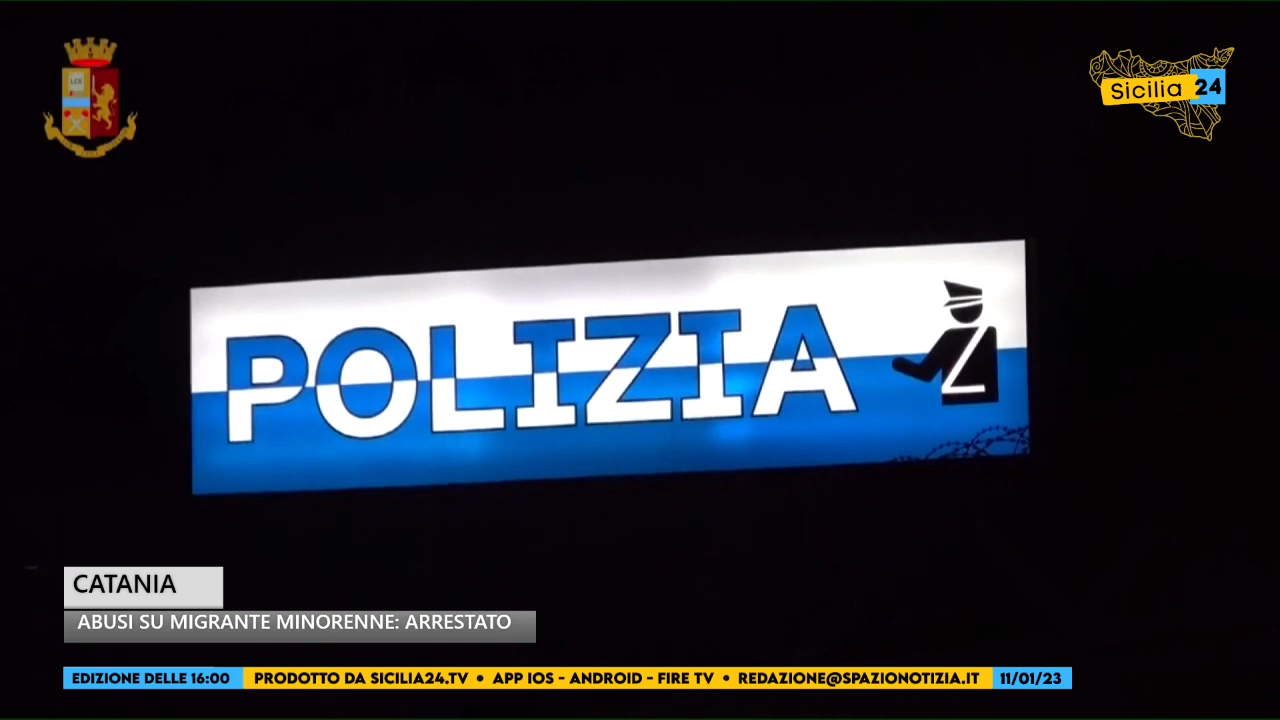 LEX
Sicilia 24
POLIZIA
CATANIA
ABUSI SU MIGRANTE MINORENNE: ARRESTATO
EDIZIONE DELLE 16:00 PRODOTTO DA SICILIA24.TV • APP IOS - ANDROID - FIRE TV • REDAZIONE@SPAZIONOTIZIA.IT 11/01/23